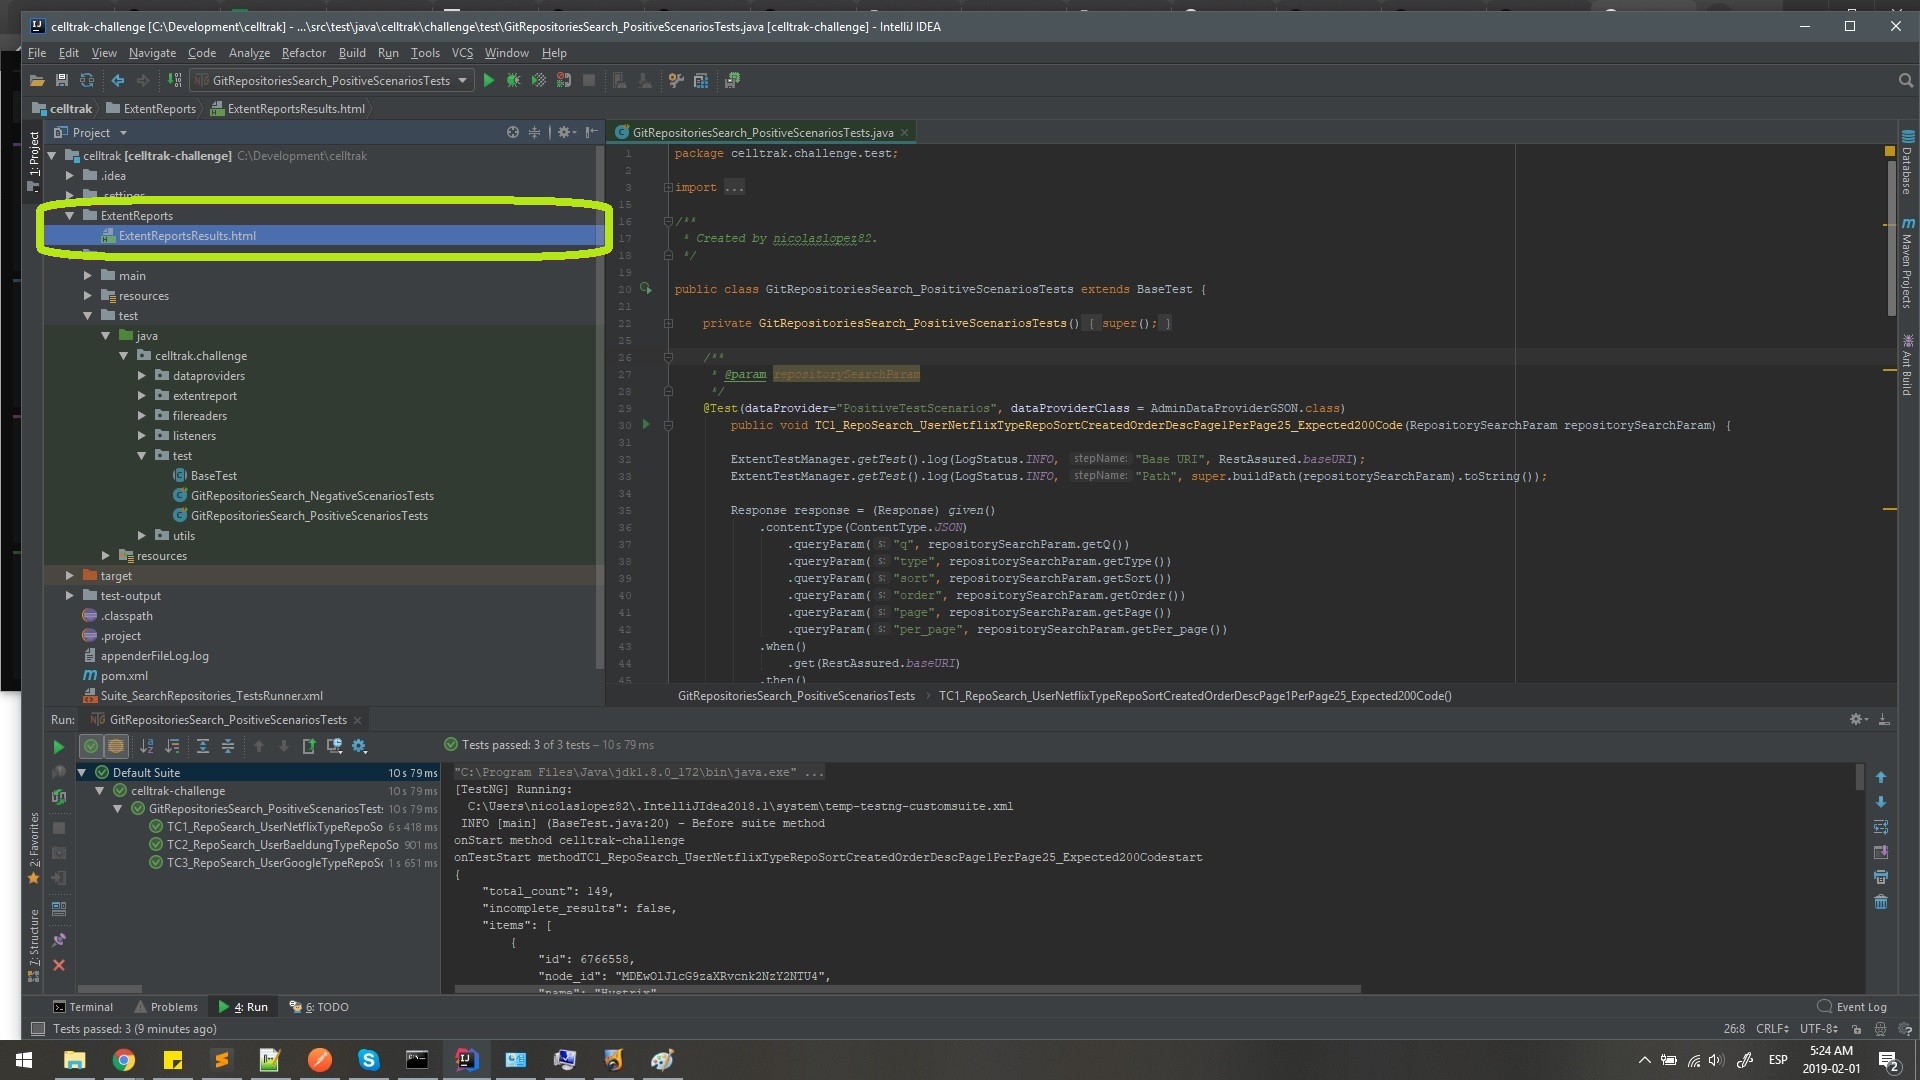 celltrak-challenge [C:\Development\celltrak] - ...\src\test\java\celltrak\challenge\test\GitRepositoriesSearch_PositiveScenariosTests.java [celltrak-challenge] - IntelliJ IDEA
File Edit View Navigate Code Analyze Refactor Build Run Tools VCS Window Help
GitRepositoriesSearch_PositiveScenariosTests
celltrak ExtentReports ExtentReportsResults.html
1: Project
Project
celltrak [celltrak-challenge] C:\Development\celltrak
.idea
.settings
ExtentReports
ExtentReportsResults.html
main
resources
test
java
celltrak.challenge
dataproviders
extentreport
filereaders
listeners
test
BaseTest
GitRepositoriesSearch_NegativeScenariosTests
GitRepositoriesSearch_PositiveScenariosTests
utils
resources
target
test-output
.classpath
.project
appenderFileLog.log
pom.xml
Suite_SearchRepositories_TestsRunner.xml
GitRepositoriesSearch_PositiveScenariosTests.java
1 package celltrak.challenge.test;
2
3 import ...
15
16 /**
17 * Created by nicolaslopez82.
18 */
19
20 public class GitRepositoriesSearch_PositiveScenariosTests extends BaseTest {
21
22 private GitRepositoriesSearch_PositiveScenariosTests() { super(); }
25
26 /**
27 * @param repositorySearchParam
28 */
29 @Test(dataProvider="PositiveTestScenarios", dataProviderClass = AdminDataProviderGSON.class)
30 public void TC1_RepoSearch_UserNetflixTypeRepoSortCreatedOrderDescPage1PerPage25_Expected200Code(RepositorySearchParam repositorySearchParam) {
31
32 ExtentTestManager.getTest().log(LogStatus.INFO, stepName: "Base URI", RestAssured.baseURI);
33 ExtentTestManager.getTest().log(LogStatus.INFO, stepName: "Path", super.buildPath(repositorySearchParam).toString());
34
35 Response response = (Response) given()
36 .contentType(ContentType.JSON)
37 .queryParam( s: "q", repositorySearchParam.getQ())
38 .queryParam( s: "type", repositorySearchParam.getType())
39 .queryParam( s: "sort", repositorySearchParam.getSort())
40 .queryParam( s: "order", repositorySearchParam.getOrder())
41 .queryParam( s: "page", repositorySearchParam.getPage())
42 .queryParam( s: "per_page", repositorySearchParam.getPer_page())
43 .when()
44 .get(RestAssured.baseURI)
45 .then()
GitRepositoriesSearch_PositiveScenariosTests TC1_RepoSearch_UserNetflixTypeRepoSortCreatedOrderDescPage1PerPage25_Expected200Code()
Database
Maven Projects
Ant Build
Run: GitRepositoriesSearch_PositiveScenariosTests
Tests passed: 3 of 3 tests – 10 s 79 ms
2: Favorites
7: Structure
Default Suite 10 s 79 ms
celltrak-challenge 10 s 79 ms
GitRepositoriesSearch_PositiveScenariosTest: 10 s 79 ms
TC1_RepoSearch_UserNetflixTypeRepoSo 6 s 418 ms
TC2_RepoSearch_UserBaeldungTypeRepoSo 901 ms
TC3_RepoSearch_UserGoogleTypeRepoSo 1 s 651 ms
"C:\Program Files\Java\jdk1.8.0_172\bin\java.exe" ...
[TestNG] Running:
C:\Users\nicolaslopez82\.IntelliJIdea2018.1\system\temp-testng-customsuite.xml
INFO [main] (BaseTest.java:20) - Before suite method
onStart method celltrak-challenge
onTestStart methodTC1_RepoSearch_UserNetflixTypeRepoSortCreatedOrderDescPage1PerPage25_Expected200Codestart
{
"total_count": 149,
"incomplete_results": false,
"items": [
{
"id": 6766558,
"node_id": "MDEwOlJlcG9zaXRvcnk2NzY2NTU4",
"name": "Hystrix",
Terminal Problems 4: Run 6: TODO Event Log
Tests passed: 3 (9 minutes ago) 26:8 CRLF UTF-8
ESP 5:24 AM
2019-02-01
2